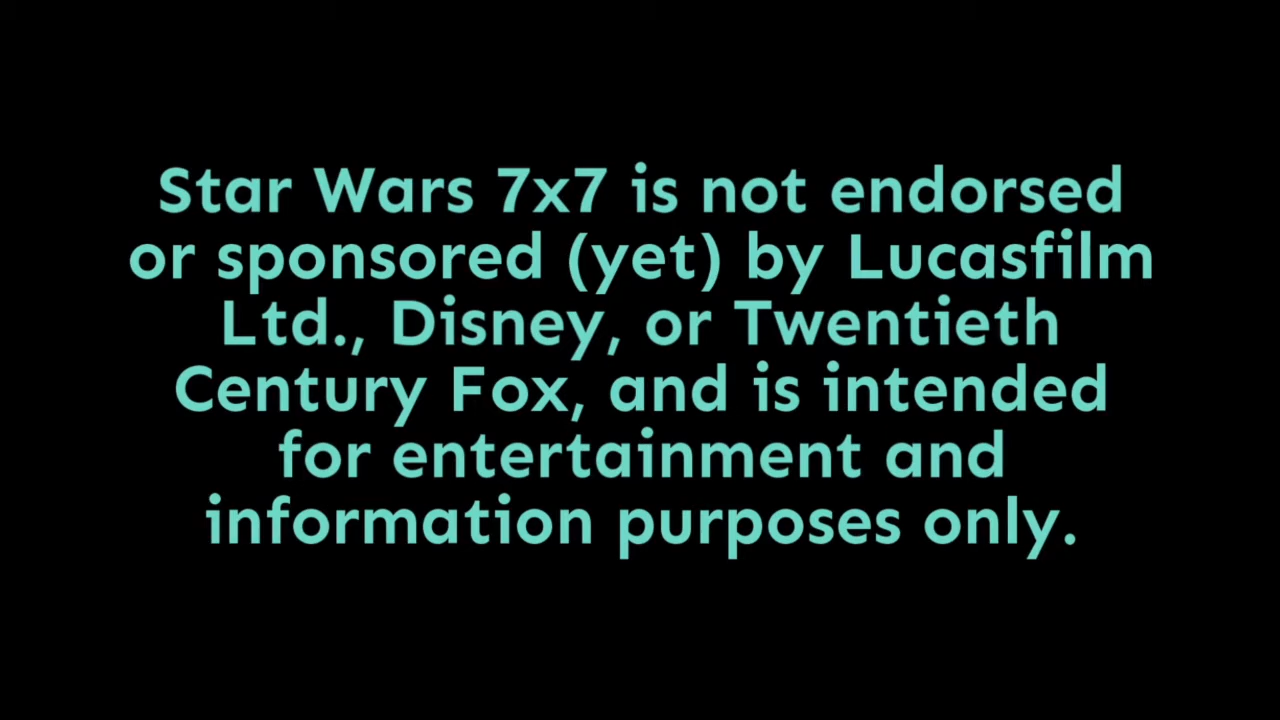 Star Wars 7x7 is not endorsed
or sponsored (yet) by Lucasfilm
Ltd., Disney, or Twentieth
Century Fox, and is intended
for entertainment and
information purposes only.